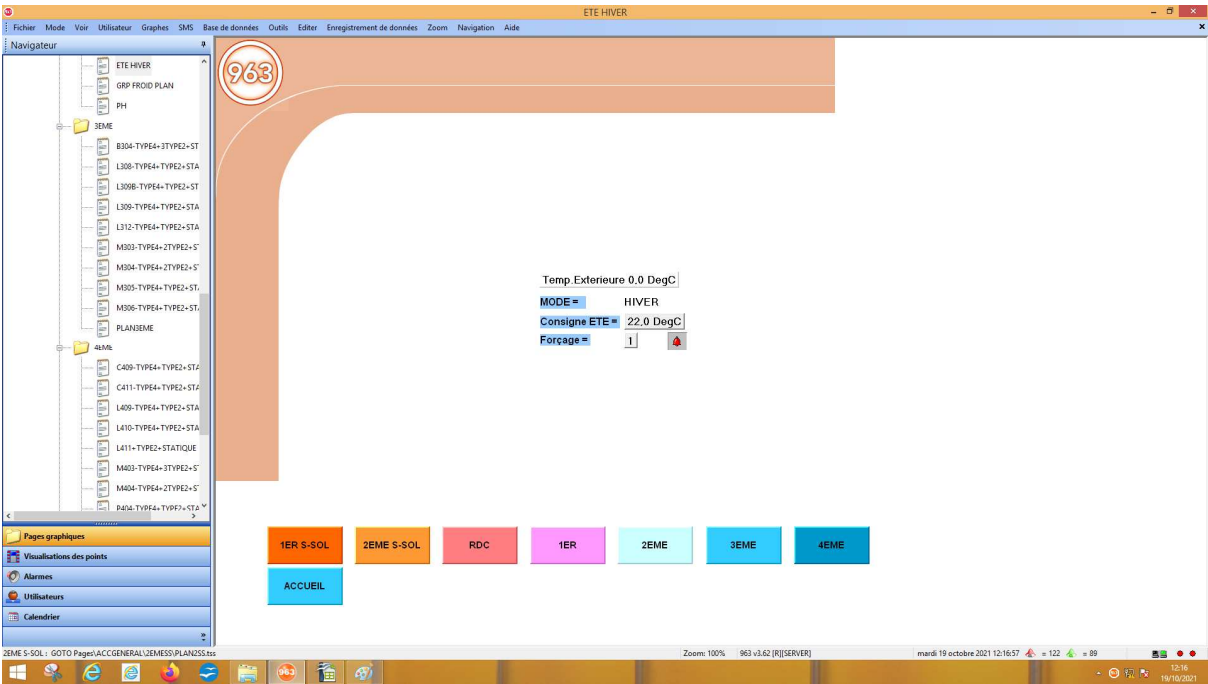 ETE HIVER
Fichier Mode Voir Utilisateur Graphes SMS Base de données Outils Editer Enregistrement de données Zoom Navigation Aide
Navigateur
963
ETE HIVER
GRP FROID PLAN
PH
3EME
B304-TYPE4+3TYPE2+ST
L308-TYPE4+TYPE2+STA
L309B-TYPE4+TYPE2+ST
L309-TYPE4+TYPE2+STA
L312-TYPE4+TYPE2+STA
M303-TYPE4+2TYPE2+S
M304-TYPE4+2TYPE2+S
M305-TYPE4+TYPE2+ST
M306-TYPE4+TYPE2+ST
PLAN3EME
4EME
C409-TYPE4+TYPE2+STA
C411-TYPE4+TYPE2+STA
L409-TYPE4+TYPE2+STA
L410-TYPE4+TYPE2+STA
L411+TYPE2+STATIQUE
M403-TYPE4+3TYPE2+S
M404-TYPE4+2TYPE2+S
P404-TYPE4+TYPE2+STA
Temp.Exterieure 0,0 DegC
MODE = HIVER
Consigne ETE = 22,0 DegC
Forçage = 1
Pages graphiques
Visualisations des points
Alarmes
Utilisateurs
Calendrier
1ER S-SOL 2EME S-SOL RDC 1ER 2EME 3EME 4EME
ACCUEIL
2EME S-SOL : GOTO Pages\ACCGENERAL\2EMESS\PLAN2SS.tss Zoom: 100% 963 v3.62 [R][SERVER] mardi 19 octobre 2021 12:16:57 = 122 = 89
963
12:16
19/10/2021